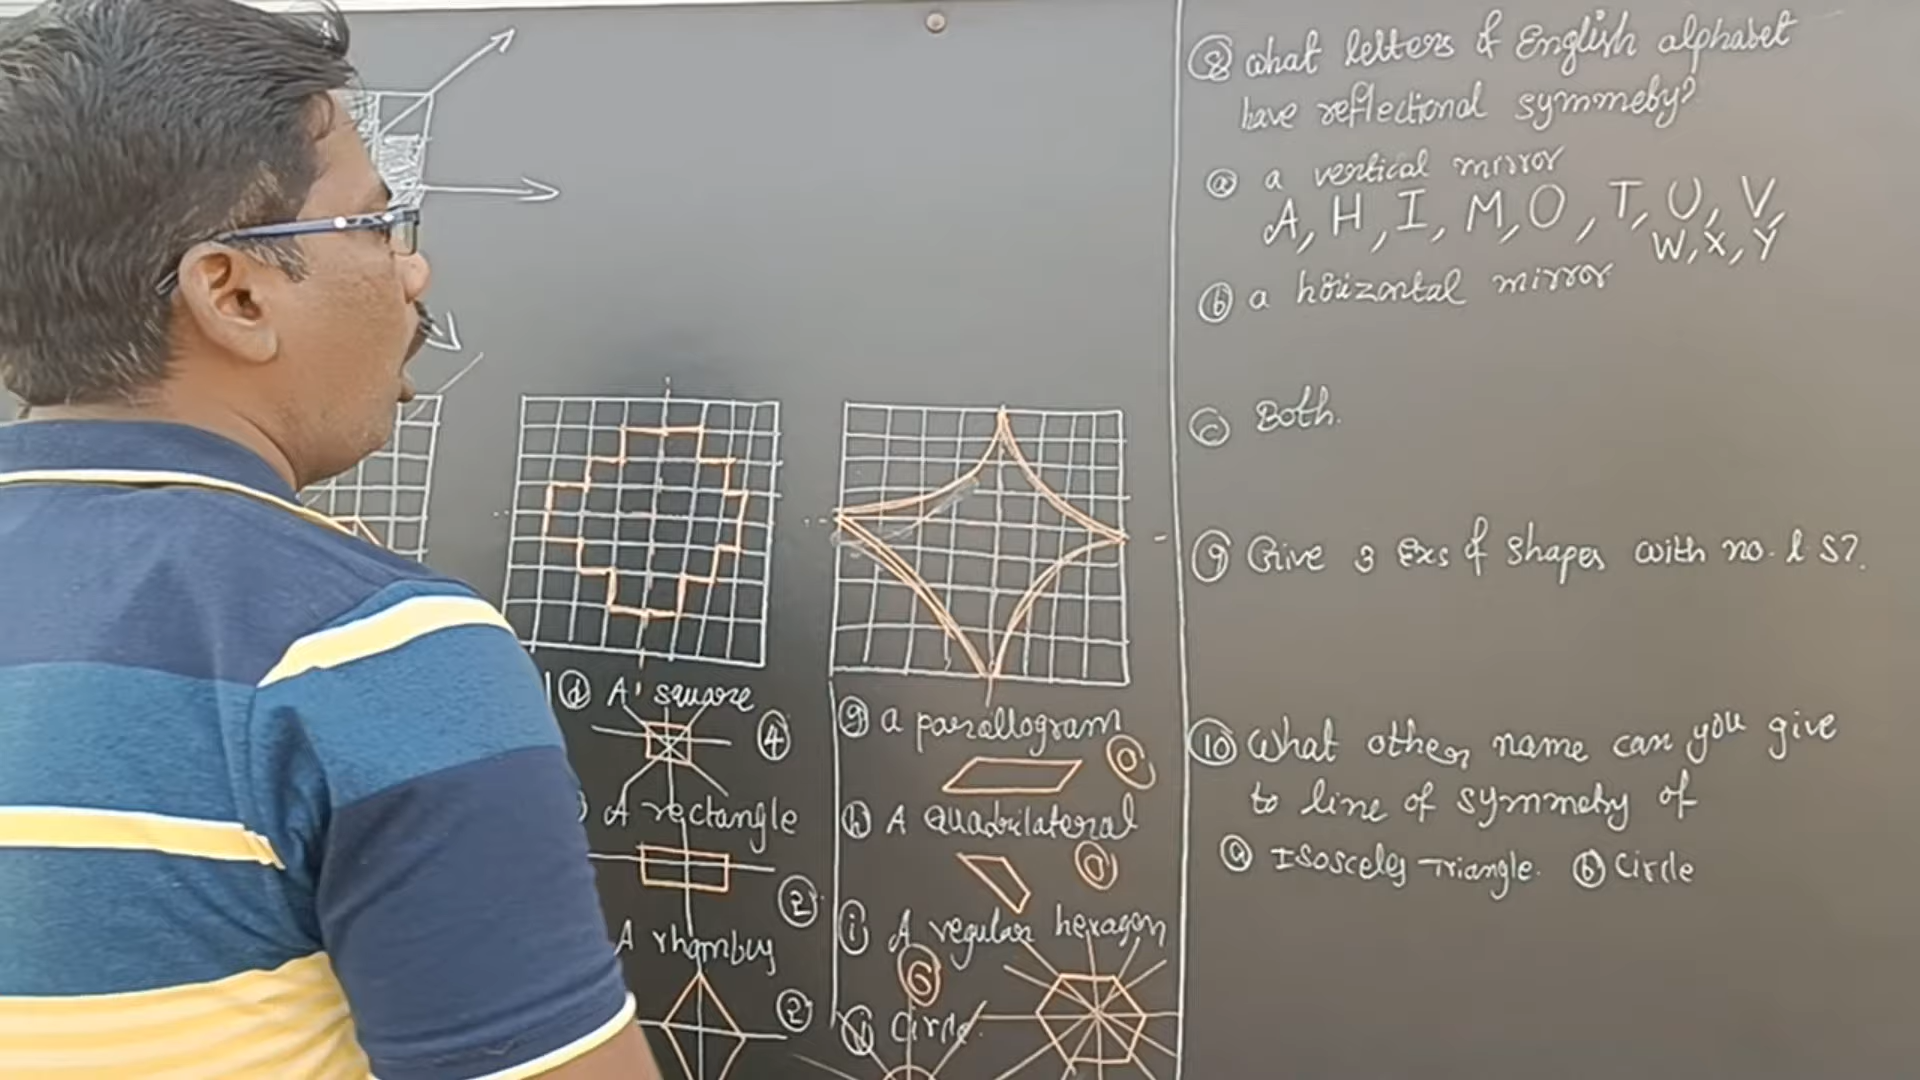 d A square
4
A rectangle
2
A rhombus
2
g a parallogram
0
h A Quadrilateral
0
i A regular hexagon
6
j Circle.
8 What letters of English alphabet
have reflectional symmetry?
a a vertical mirror
A, H, I, M, O, T, U, V,
W, X, Y
b a horizontal mirror
c Both.
9 Give 3 Exs of Shapes with no. l. S?.
10 What other name can you give
to line of symmetry of
a Isosceles Triangle. b Circle